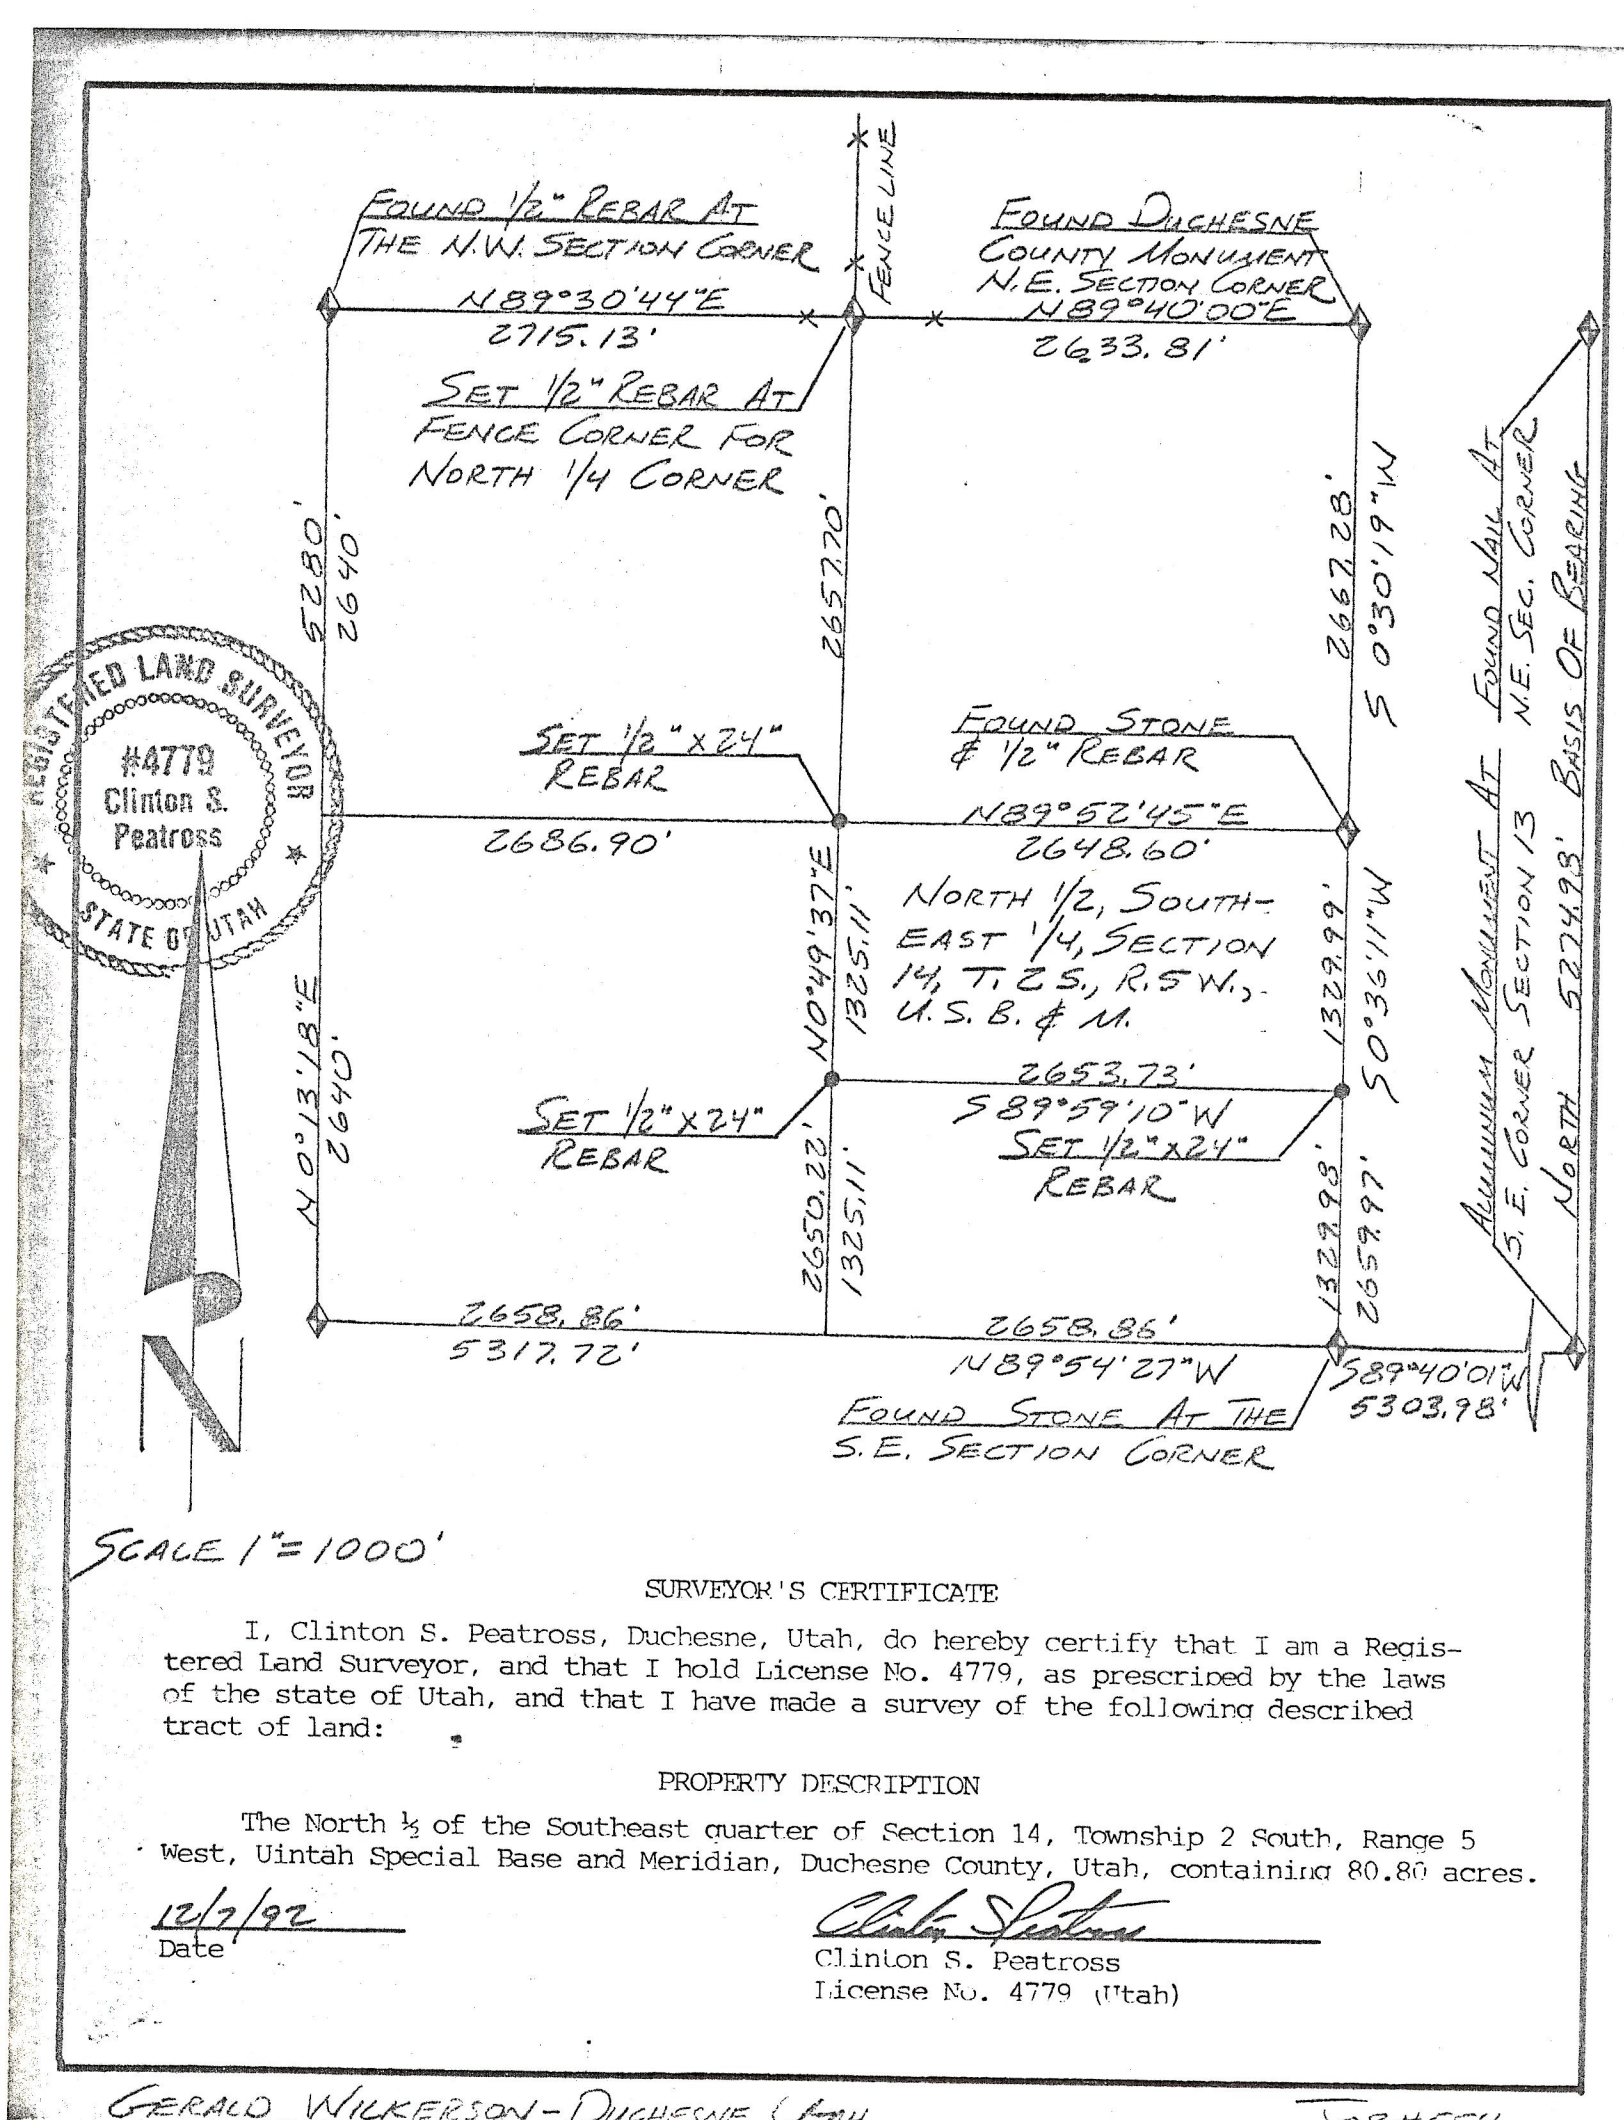 FENCE LINE
FOUND 1/2" REBAR AT
THE N.W. SECTION CORNER
FOUND DUCHESNE
COUNTY MONUMENT
N.E. SECTION CORNER
N89°30'44"E
2715.13'
N89°40'00"E
2633.81'
SET 1/2" REBAR AT
FENCE CORNER FOR
NORTH 1/4 CORNER
5280'
2640'
2657.70'
2667.28'
S 0°30'19"W
FOUND NAIL AT
N.E. SEC. CORNER
REGISTERED LAND SURVEYOR
#4779
Clinton S.
Peatross
STATE OF UTAH
SET 1/2" X 24"
REBAR
FOUND STONE
& 1/2" REBAR
2686.90'
N89°52'45"E
2648.60'
N0°49'37"E
1325.11'
NORTH 1/2, SOUTH-
EAST 1/4, SECTION
14, T. 2 S., R. 5 W.,
U. S. B. & M.
1329.99'
S0°36'11"W
ALUMINUM MONUMENT AT
S. E. CORNER SECTION 13
NORTH 5274.98' BASIS OF BEARING
N 0°13'18"E
2640'
2653.73'
S 89°59'10"W
SET 1/2" X 24"
REBAR
SET 1/2" X 24"
REBAR
2650.22'
1325.11'
1329.98'
2659.97'
2658.86'
5317.72'
2658.86'
N89°54'27"W
S89°40'01"W
5303.98'
FOUND STONE AT THE
S. E. SECTION CORNER
N
SCALE 1" = 1000'
SURVEYOR'S CERTIFICATE
I, Clinton S. Peatross, Duchesne, Utah, do hereby certify that I am a Regis-
tered Land Surveyor, and that I hold License No. 4779, as prescribed by the laws
of the state of Utah, and that I have made a survey of the following described
tract of land:
PROPERTY DESCRIPTION
The North ½ of the Southeast quarter of Section 14, Township 2 South, Range 5
West, Uintah Special Base and Meridian, Duchesne County, Utah, containing 80.80 acres.
12/7/92
Clinton S Peatross
Date
Clinton S. Peatross
License No. 4779 (Utah)
GERALD WILKERSON - DUCHESNE UTAH